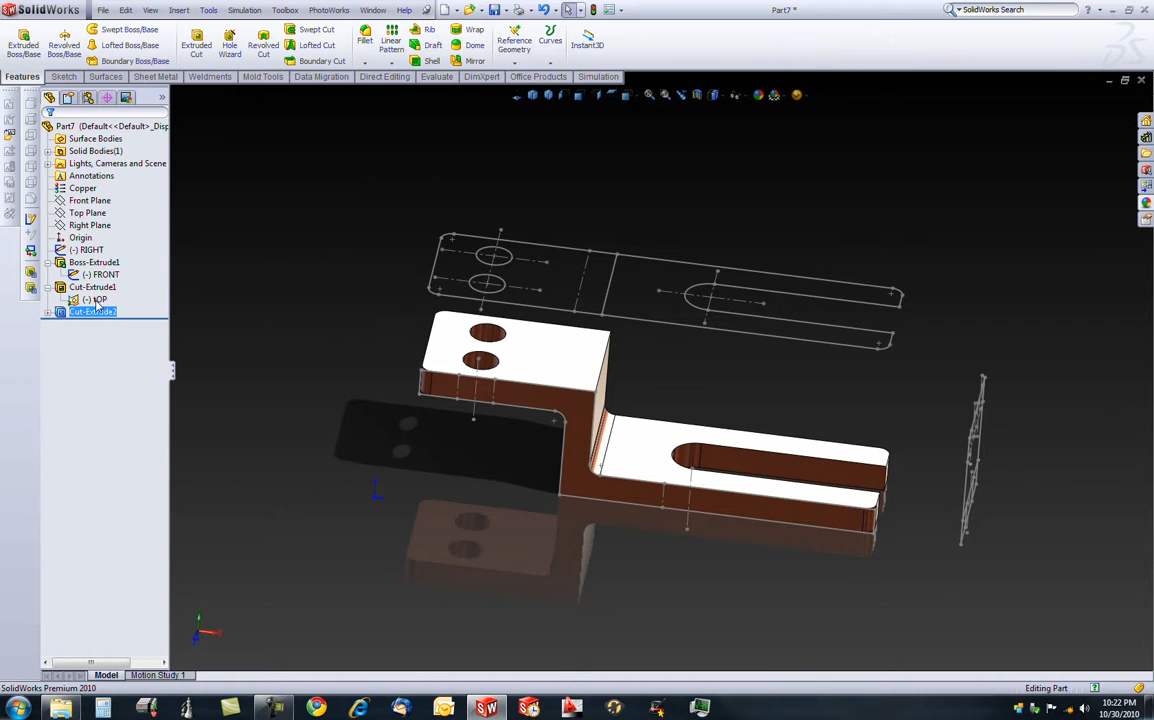 SolidWorks File Edit View Insert Tools Simulation Toolbox PhotoWorks Window Help Part7 * SolidWorks Search
Extruded Boss/Base
Revolved Boss/Base
Swept Boss/Base
Lofted Boss/Base
Boundary Boss/Base
Extruded Cut
Hole Wizard
Revolved Cut
Swept Cut
Lofted Cut
Boundary Cut
Fillet
Linear Pattern
Rib
Draft
Shell
Wrap
Dome
Mirror
Reference Geometry
Curves
Instant3D
Features Sketch Surfaces Sheet Metal Weldments Mold Tools Data Migration Direct Editing Evaluate DimXpert Office Products Simulation
Part7 (Default<<Default>_Disp
Surface Bodies
Solid Bodies(1)
Lights, Cameras and Scene
Annotations
Copper
Front Plane
Top Plane
Right Plane
Origin
(-) RIGHT
Boss-Extrude1
(-) FRONT
Cut-Extrude1
(-) tOP
Cut-Extrude2
Model Motion Study 1
SolidWorks Premium 2010 Editing Part
10:22 PM
10/30/2010